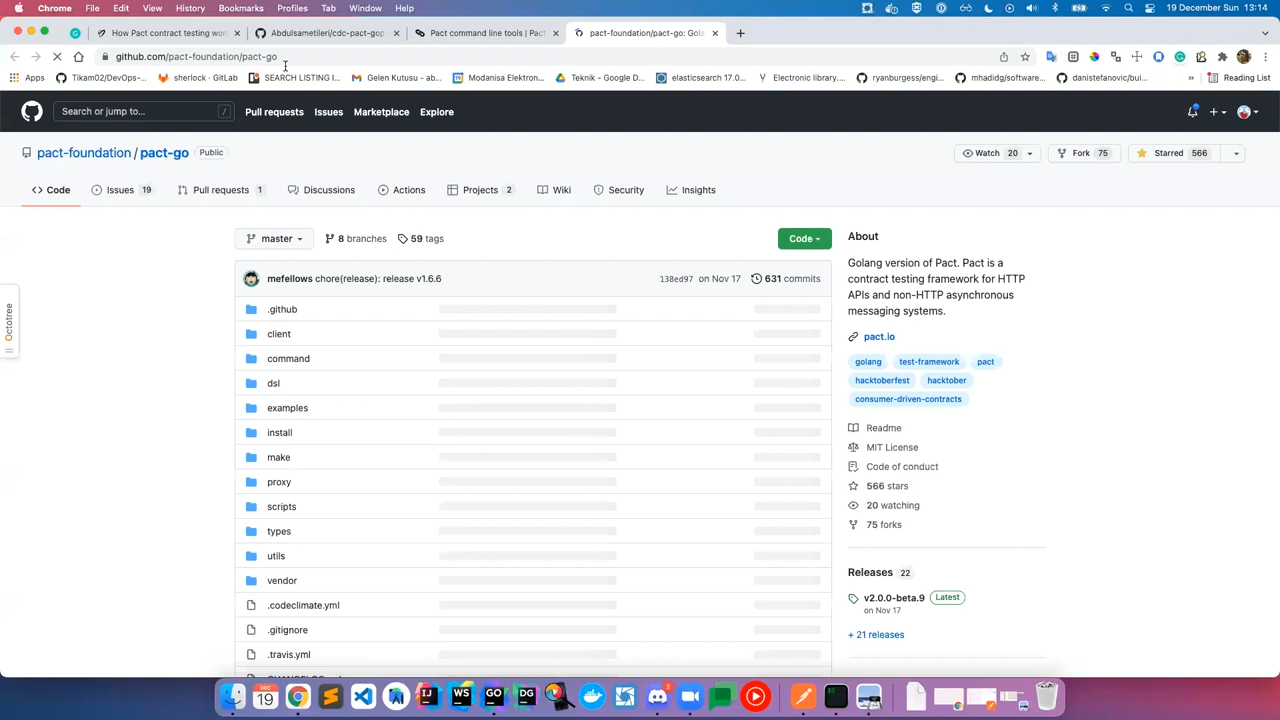 Chrome File Edit View History Bookmarks Profiles Tab Window Help 19 December Sun 13:14
How Pact contract testing wor Abdulsametileri/cdc-pact-gop Pact command line tools | Pact pact-foundation/pact-go: Gola
github.com/pact-foundation/pact-go
Apps Tikam02/DevOps-... sherlock · GitLab SEARCH LISTING I... Gelen Kutusu - ab... Modanisa Elektron... Teknik - Google D... elasticsearch 17.0... Electronic library.... ryanburgess/engi... mhadidg/software... danistefanovic/bui... » Reading List
Search or jump to... / Pull requests Issues Marketplace Explore
pact-foundation / pact-go Public Watch 20 Fork 75 Starred 566
Code Issues 19 Pull requests 1 Discussions Actions Projects 2 Wiki Security Insights
master 8 branches 59 tags Code
mefellows chore(release): release v1.6.6 138ed97 on Nov 17 631 commits
.github
client
command
dsl
examples
install
make
proxy
scripts
types
utils
vendor
.codeclimate.yml
.gitignore
.travis.yml
About
Golang version of Pact. Pact is a
contract testing framework for HTTP
APIs and non-HTTP asynchronous
messaging systems.
pact.io
golang test-framework pact
hacktoberfest hacktober
consumer-driven-contracts
Readme
MIT License
Code of conduct
566 stars
20 watching
75 forks
Releases 22
v2.0.0-beta.9 Latest
on Nov 17
+ 21 releases
Octotree
DEC 19 IJ WS GO DG 2